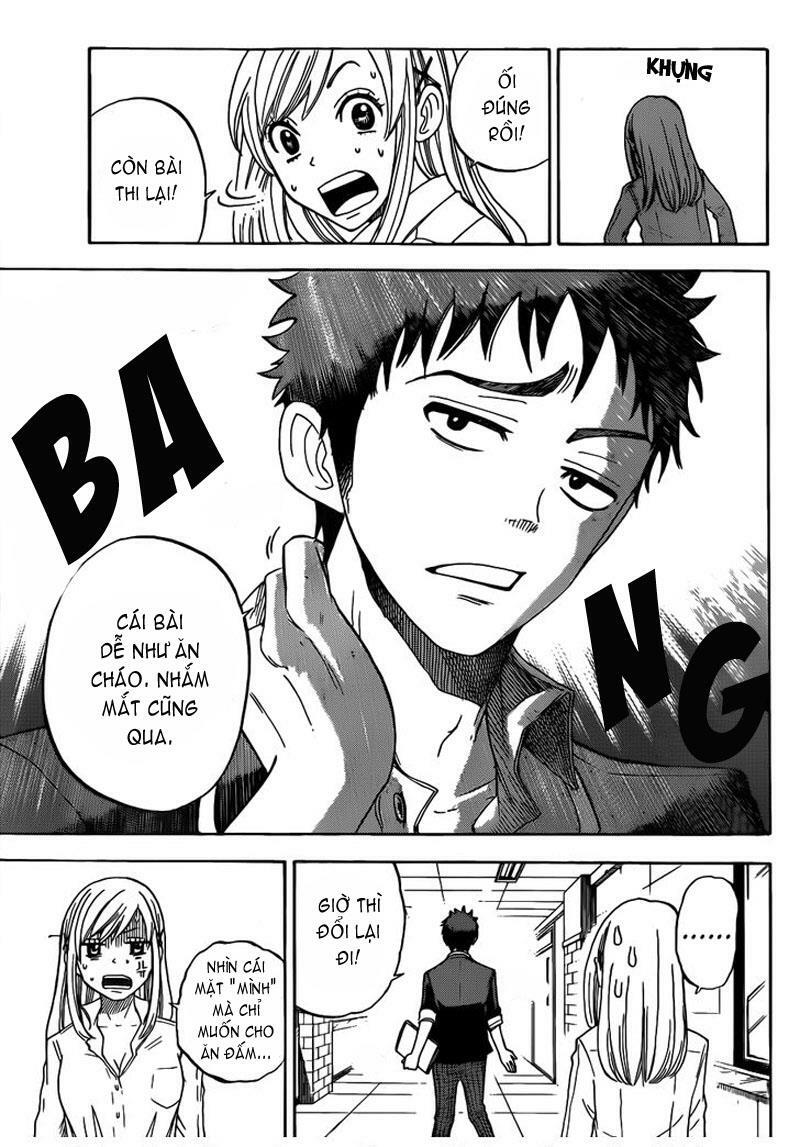 KHỰNG
ỐI
ĐÚNG
RỒI!
CÒN BÀI
THI LẠI!
BA
NG
CÁI BÀI
DỄ NHƯ ĂN
CHÁO. NHẮM
MẮT CŨNG
QUA.
........
GIỜ THÌ
ĐỔI LẠI
ĐI!
NHÌN CÁI
MẶT "MÌNH"
MÀ CHỈ
MUỐN CHO
ĂN ĐẤM...